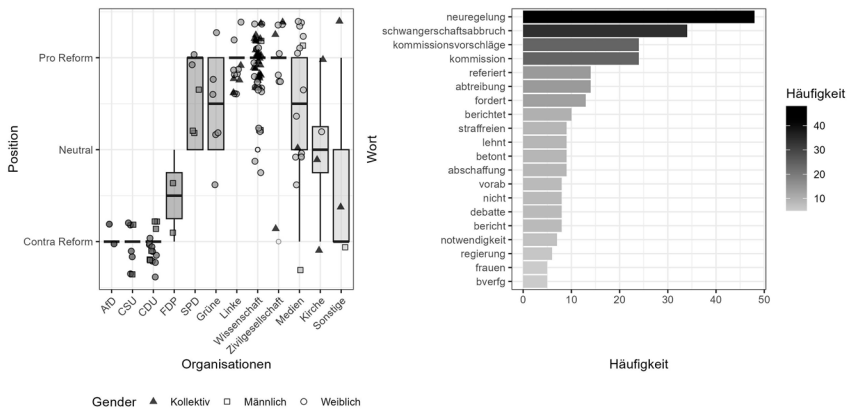 Position
Pro Reform
Neutral
Contra Reform
AfD
CSU
CDU
FDP
SPD
Grüne
Linke
Wissenschaft
Zivilgesellschaft
Medien
Kirche
Sonstige
Organisationen
Gender
Kollektiv
Männlich
Weiblich
Wort
neuregelung
schwangerschaftsabbruch
kommissionsvorschläge
kommission
referiert
abtreibung
fordert
berichtet
straffreien
lehnt
betont
abschaffung
vorab
nicht
debatte
bericht
notwendigkeit
regierung
frauen
bverfg
0
10
20
30
40
50
Häufigkeit
Häufigkeit
40
30
20
10